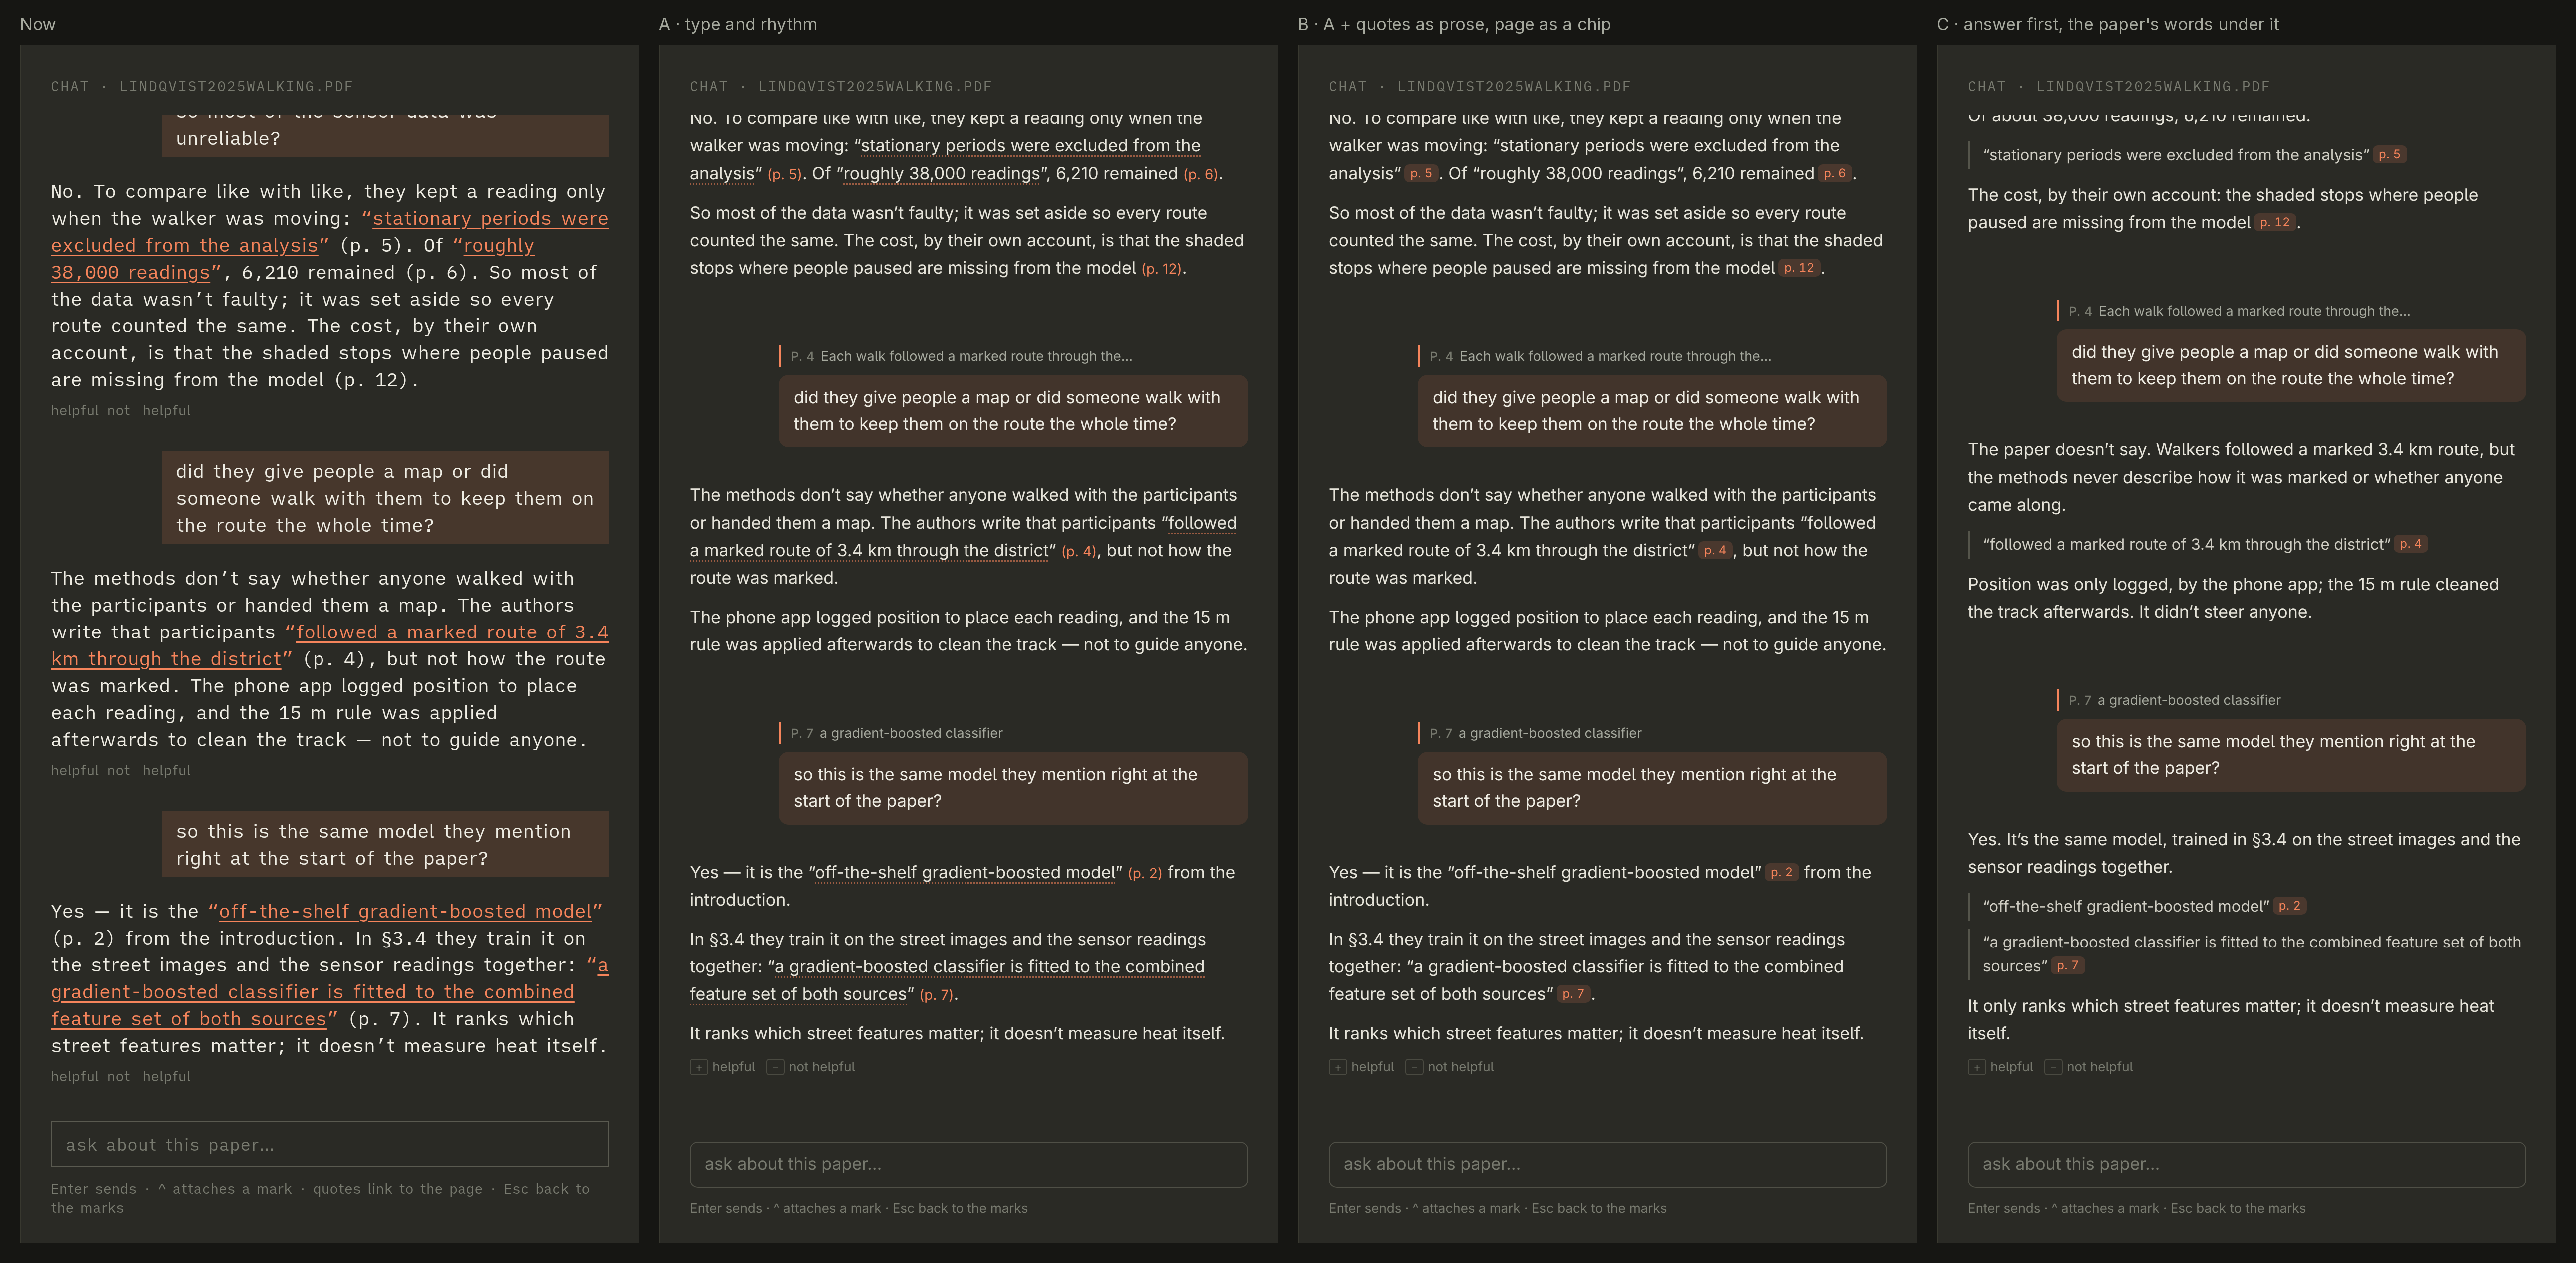 Now
CHAT · LINDQVIST2025WALKING.PDF
so most of the sensor data was
unreliable?
No. To compare like with like, they kept a reading only
when the walker was moving: “stationary periods were
excluded from the analysis” (p. 5). Of “roughly
38,000 readings”, 6,210 remained (p. 6). So most of
the data wasn’t faulty; it was set aside so every
route counted the same. The cost, by their own
account, is that the shaded stops where people paused
are missing from the model (p. 12).
helpful not helpful
did they give people a map or did
someone walk with them to keep them on
the route the whole time?
The methods don’t say whether anyone walked with
the participants or handed them a map. The authors
write that participants “followed a marked route of 3.4
km through the district” (p. 4), but not how the route
was marked. The phone app logged position to place
each reading, and the 15 m rule was applied
afterwards to clean the track — not to guide anyone.
helpful not helpful
so this is the same model they mention
right at the start of the paper?
Yes — it is the “off-the-shelf gradient-boosted model”
(p. 2) from the introduction. In §3.4 they train it on
the street images and the sensor readings together: “a
gradient-boosted classifier is fitted to the combined
feature set of both sources” (p. 7). It ranks which
street features matter; it doesn’t measure heat itself.
helpful not helpful
ask about this paper…
Enter sends · ^ attaches a mark · quotes link to the page · Esc back to
the marks
A · type and rhythm
CHAT · LINDQVIST2025WALKING.PDF
No. To compare like with like, they kept a reading only when the
walker was moving: “stationary periods were excluded from the
analysis” (p. 5). Of “roughly 38,000 readings”, 6,210 remained (p. 6).
So most of the data wasn’t faulty; it was set aside so every route
counted the same. The cost, by their own account, is that the shaded
stops where people paused are missing from the model (p. 12).
P. 4 Each walk followed a marked route through the…
did they give people a map or did someone walk with
them to keep them on the route the whole time?
The methods don’t say whether anyone walked with the participants
or handed them a map. The authors write that participants “followed
a marked route of 3.4 km through the district” (p. 4), but not how the
route was marked.
The phone app logged position to place each reading, and the 15 m
rule was applied afterwards to clean the track — not to guide anyone.
P. 7 a gradient-boosted classifier
so this is the same model they mention right at the
start of the paper?
Yes — it is the “off-the-shelf gradient-boosted model” (p. 2) from the
introduction.
In §3.4 they train it on the street images and the sensor readings
together: “a gradient-boosted classifier is fitted to the combined
feature set of both sources” (p. 7).
It ranks which street features matter; it doesn’t measure heat itself.
+ helpful − not helpful
ask about this paper…
Enter sends · ^ attaches a mark · Esc back to the marks
B · A + quotes as prose, page as a chip
CHAT · LINDQVIST2025WALKING.PDF
No. To compare like with like, they kept a reading only when the
walker was moving: “stationary periods were excluded from the
analysis” p. 5. Of “roughly 38,000 readings”, 6,210 remained p. 6.
So most of the data wasn’t faulty; it was set aside so every route
counted the same. The cost, by their own account, is that the shaded
stops where people paused are missing from the model p. 12.
P. 4 Each walk followed a marked route through the…
did they give people a map or did someone walk with
them to keep them on the route the whole time?
The methods don’t say whether anyone walked with the participants
or handed them a map. The authors write that participants “followed
a marked route of 3.4 km through the district” p. 4, but not how the
route was marked.
The phone app logged position to place each reading, and the 15 m
rule was applied afterwards to clean the track — not to guide anyone.
P. 7 a gradient-boosted classifier
so this is the same model they mention right at the
start of the paper?
Yes — it is the “off-the-shelf gradient-boosted model” p. 2 from the
introduction.
In §3.4 they train it on the street images and the sensor readings
together: “a gradient-boosted classifier is fitted to the combined
feature set of both sources” p. 7.
It ranks which street features matter; it doesn’t measure heat itself.
+ helpful − not helpful
ask about this paper…
Enter sends · ^ attaches a mark · Esc back to the marks
C · answer first, the paper's words under it
CHAT · LINDQVIST2025WALKING.PDF
Of about 38,000 readings, 6,210 remained.
“stationary periods were excluded from the analysis” p. 5
The cost, by their own account: the shaded stops where people
paused are missing from the model p. 12.
P. 4 Each walk followed a marked route through the…
did they give people a map or did someone walk with
them to keep them on the route the whole time?
The paper doesn’t say. Walkers followed a marked 3.4 km route, but
the methods never describe how it was marked or whether anyone
came along.
“followed a marked route of 3.4 km through the district” p. 4
Position was only logged, by the phone app; the 15 m rule cleaned
the track afterwards. It didn’t steer anyone.
P. 7 a gradient-boosted classifier
so this is the same model they mention right at the
start of the paper?
Yes. It’s the same model, trained in §3.4 on the street images and the
sensor readings together.
“off-the-shelf gradient-boosted model” p. 2
“a gradient-boosted classifier is fitted to the combined feature set of both
sources” p. 7
It only ranks which street features matter; it doesn’t measure heat
itself.
+ helpful − not helpful
ask about this paper…
Enter sends · ^ attaches a mark · Esc back to the marks